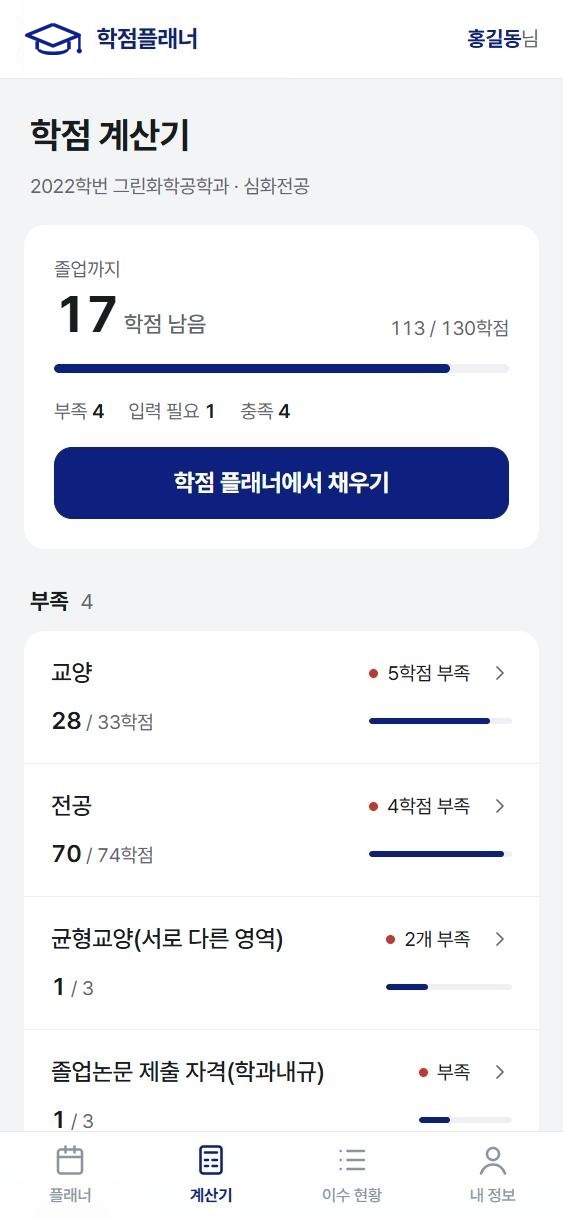 학점플래너
홍길동님
학점 계산기
2022학번 그린화학공학과 · 심화전공
졸업까지
17 학점 남음
113 / 130학점
부족 4 입력 필요 1 충족 4
학점 플래너에서 채우기
부족 4
교양
5학점 부족
28 / 33학점
전공
4학점 부족
70 / 74학점
균형교양(서로 다른 영역)
2개 부족
1 / 3
졸업논문 제출 자격(학과내규)
부족
1 / 3
플래너
계산기
이수 현황
내 정보